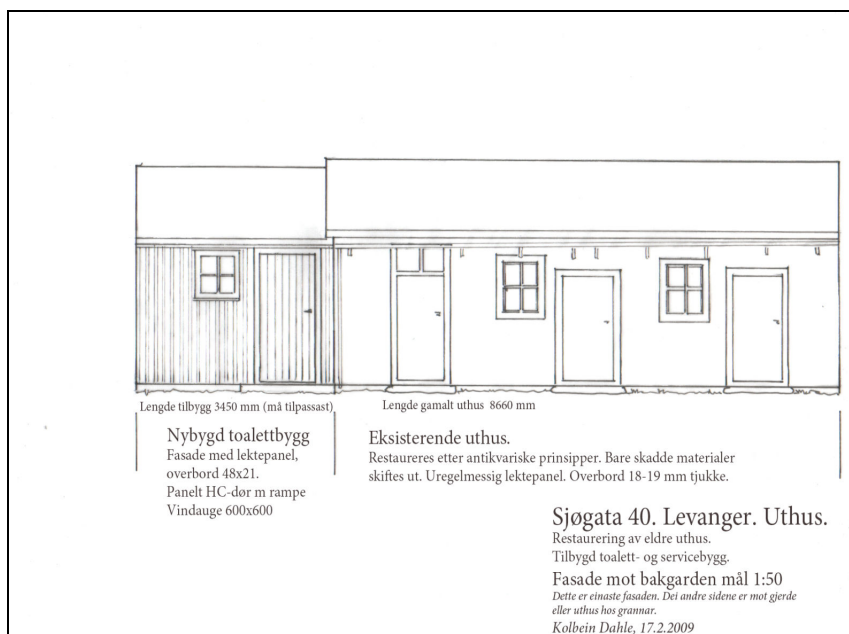 Lengde tilbygg 3450 mm (må tilpassast)
Lengde gamalt uthus 8660 mm
Nybygd toalettbygg
Fasade med lektepanel,
overbord 48x21.
Panelt HC-dør m rampe
Vindauge 600x600
Eksisterende uthus.
Restaureres etter antikvariske prinsipper. Bare skadde materialer
skiftes ut. Uregelmessig lektepanel. Overbord 18-19 mm tjukke.
Sjøgata 40. Levanger. Uthus.
Restaurering av eldre uthus.
Tilbygd toalett- og servicebygg.
Fasade mot bakgarden mål 1:50
Dette er einaste fasaden. Dei andre sidene er mot gjerde
eller uthus hos grannar.
Kolbein Dahle, 17.2.2009